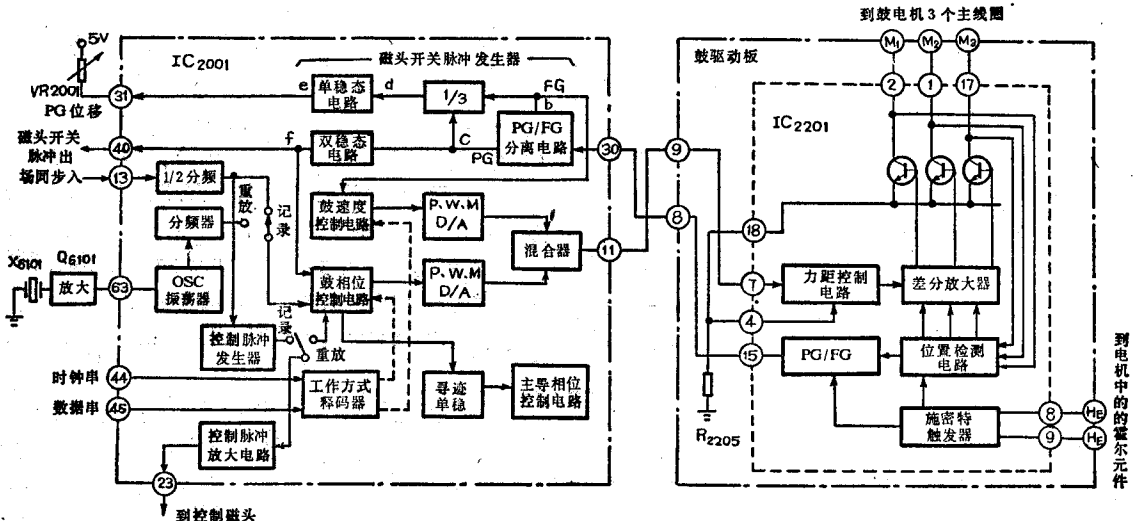 到鼓电机3个主线圈
M₁ M₂ M₃
5V
IC2001
磁头开关脉冲发生器
鼓驱动板
VR2001
PG位移
31
e
单稳态
电路
d
1/3
FG
b
2
1
17
IC2201
磁头开关
脉冲出
40
f
双稳态
电路
C
PG
PG/FG
分离电路
30
9
场同步入
13
1/2分频
重放
记录
鼓速度
控制电路
P.W.M
D/A
8
分频器
混合器
11
18
X6101
Q6101
放大
63
OSC
振荡器
鼓相位
控制电路
P.W.M
D/A
7
力距控制
电路
差分放大器
4
控制脉冲
发生器
记录
重放
15
PG/FG
位置检测
电路
时钟串
44
工作方式
释码器
寻迹
单稳
主导相位
控制电路
数据串
45
R2205
施密特
触发器
8
HE
9
HE
控制脉冲
放大电路
23
到控制磁头
到电机中的的霍尔元件